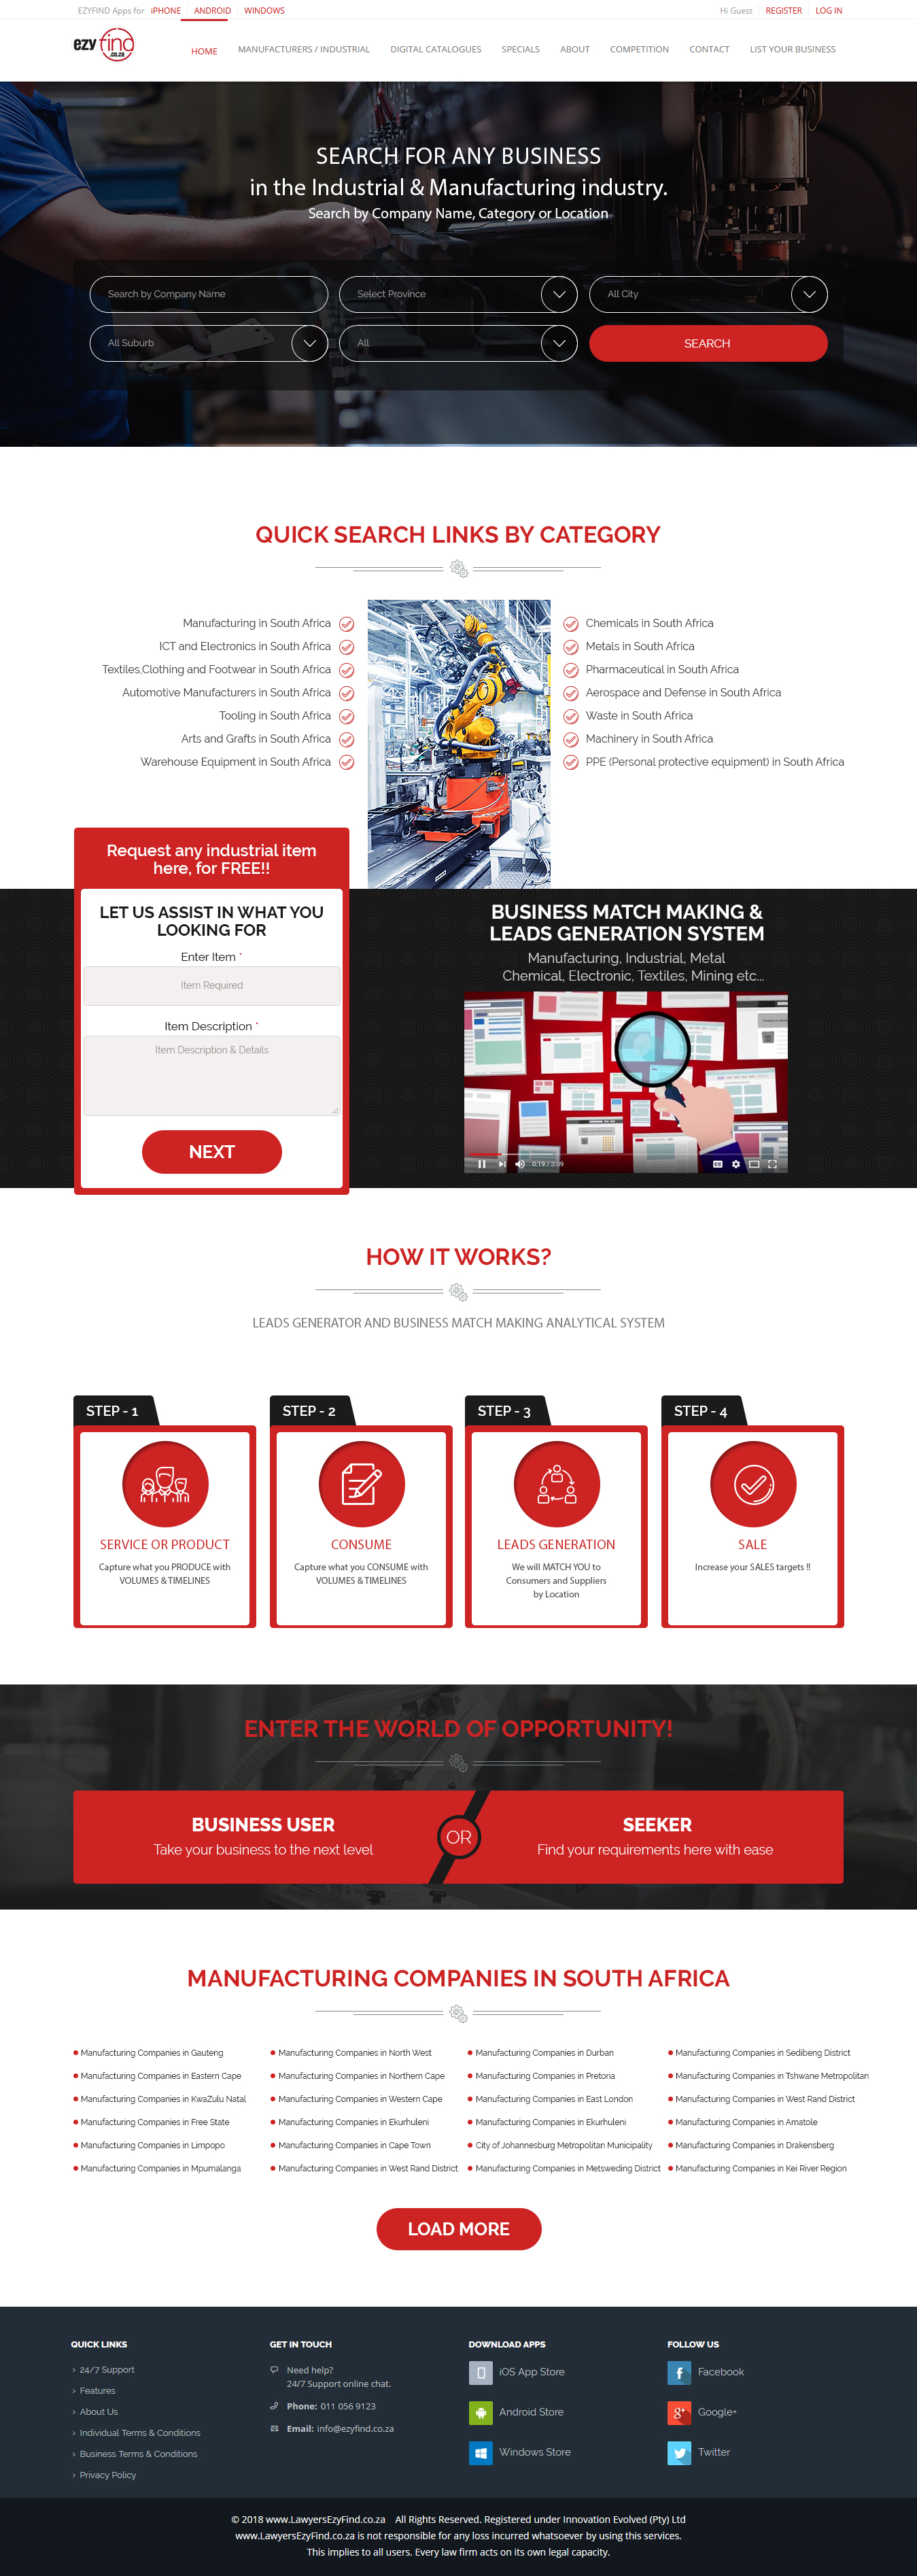 EZYFIND Apps for iPHONE ANDROID WINDOWS
Hi Guest REGISTER LOG IN
ezy find
.co.za
HOME MANUFACTURERS / INDUSTRIAL DIGITAL CATALOGUES SPECIALS ABOUT COMPETITION CONTACT LIST YOUR BUSINESS
SEARCH FOR ANY BUSINESS
in the Industrial & Manufacturing industry.
Search by Company Name, Category or Location
Search by Company Name
Select Province
All City
All Suburb
All
SEARCH
QUICK SEARCH LINKS BY CATEGORY
Manufacturing in South Africa
ICT and Electronics in South Africa
Textiles,Clothing and Footwear in South Africa
Automotive Manufacturers in South Africa
Tooling in South Africa
Arts and Grafts in South Africa
Warehouse Equipment in South Africa
Chemicals in South Africa
Metals in South Africa
Pharmaceutical in South Africa
Aerospace and Defense in South Africa
Waste in South Africa
Machinery in South Africa
PPE (Personal protective equipment) in South Africa
Request any industrial item
here, for FREE!!
LET US ASSIST IN WHAT YOU
LOOKING FOR
Enter Item *
Item Required
Item Description *
Item Description & Details
NEXT
BUSINESS MATCH MAKING &
LEADS GENERATION SYSTEM
Manufacturing, Industrial, Metal
Chemical, Electronic, Textiles, Mining etc...
0:19 / 3:09
HOW IT WORKS?
LEADS GENERATOR AND BUSINESS MATCH MAKING ANALYTICAL SYSTEM
STEP - 1
SERVICE OR PRODUCT
Capture what you PRODUCE with
VOLUMES & TIMELINES
STEP - 2
CONSUME
Capture what you CONSUME with
VOLUMES & TIMELINES
STEP - 3
LEADS GENERATION
We will MATCH YOU to
Consumers and Suppliers
by Location
STEP - 4
SALE
Increase your SALES targets !!
ENTER THE WORLD OF OPPORTUNITY!
BUSINESS USER
Take your business to the next level
OR
SEEKER
Find your requirements here with ease
MANUFACTURING COMPANIES IN SOUTH AFRICA
Manufacturing Companies in Gauteng
Manufacturing Companies in Eastern Cape
Manufacturing Companies in KwaZulu Natal
Manufacturing Companies in Free State
Manufacturing Companies in Limpopo
Manufacturing Companies in Mpumalanga
Manufacturing Companies in North West
Manufacturing Companies in Northern Cape
Manufacturing Companies in Western Cape
Manufacturing Companies in Ekurhuleni
Manufacturing Companies in Cape Town
Manufacturing Companies in West Rand District
Manufacturing Companies in Durban
Manufacturing Companies in Pretoria
Manufacturing Companies in East London
Manufacturing Companies in Ekurhuleni
City of Johannesburg Metropolitan Municipality
Manufacturing Companies in Metsweding District
Manufacturing Companies in Sedibeng District
Manufacturing Companies in Tshwane Metropolitan
Manufacturing Companies in West Rand District
Manufacturing Companies in Amatole
Manufacturing Companies in Drakensberg
Manufacturing Companies in Kei River Region
LOAD MORE
QUICK LINKS
24/7 Support
Features
About Us
Individual Terms & Conditions
Business Terms & Conditions
Privacy Policy
GET IN TOUCH
Need help?
24/7 Support online chat.
Phone: 011 056 9123
Email: info@ezyfind.co.za
DOWNLOAD APPS
iOS App Store
Android Store
Windows Store
FOLLOW US
Facebook
Google+
Twitter
© 2018 www.LawyersEzyFind.co.za All Rights Reserved. Registered under Innovation Evolved (Pty) Ltd
www.LawyersEzyFind.co.za is not responsible for any loss incurred whatsoever by using this services.
This implies to all users. Every law firm acts on its own legal capacity.